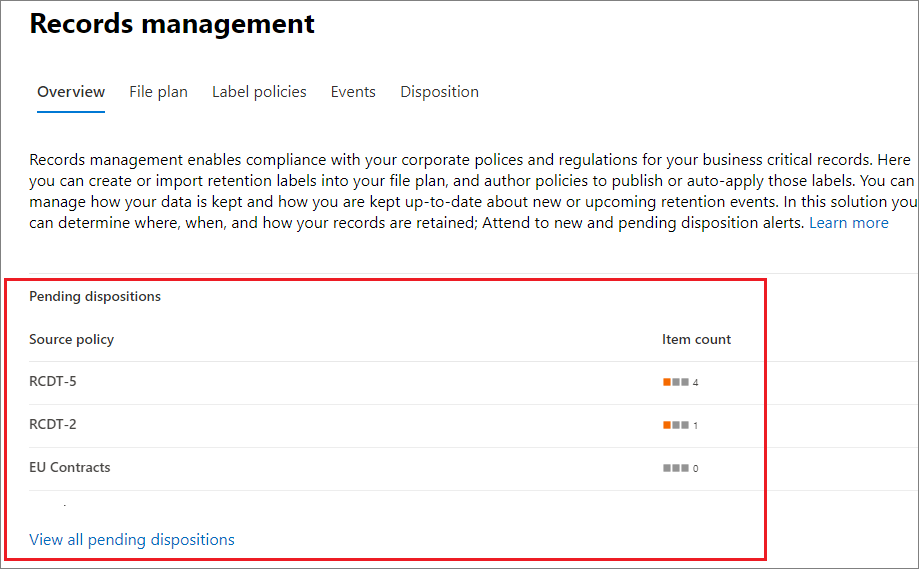 Records management
Overview File plan Label policies Events Disposition
Records management enables compliance with your corporate polices and regulations for your business critical records. Here
you can create or import retention labels into your file plan, and author policies to publish or auto-apply those labels. You can
manage how your data is kept and how you are kept up-to-date about new or upcoming retention events. In this solution you
can determine where, when, and how your records are retained; Attend to new and pending disposition alerts. Learn more
Pending dispositions
Source policy Item count
RCDT-5 4
RCDT-2 1
EU Contracts 0
View all pending dispositions